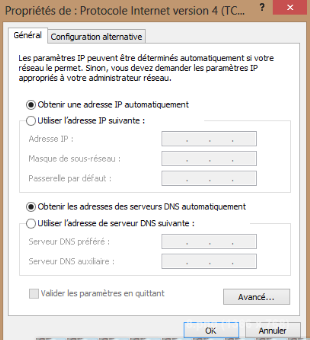 Propriétés de : Protocole Internet version 4 (TC...
?
Général
Configuration alternative
Les paramètres IP peuvent être déterminés automatiquement si votre
réseau le permet. Sinon, vous devez demander les paramètres IP
appropriés à votre administrateur réseau.
Obtenir une adresse IP automatiquement
Utiliser l'adresse IP suivante :
Adresse IP :
Masque de sous-réseau :
Passerelle par défaut :
Obtenir les adresses des serveurs DNS automatiquement
Utiliser l'adresse de serveur DNS suivante :
Serveur DNS préféré :
Serveur DNS auxiliaire :
Valider les paramètres en quittant
Avancé...
OK
Annuler